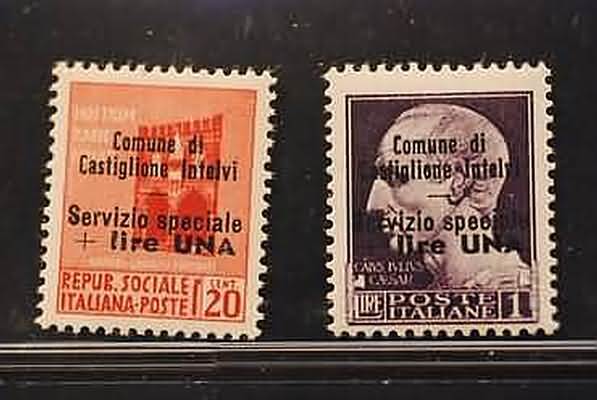 Comune di
Castiglione Intelvi
Servizio speciale
+ lire UNA
REPUB. SOCIALE
ITALIANA·POSTE
CENT.
20
Comune di
Castiglione Intelvi
Servizio speciale
lire UNA
CAIVS IVLIVS
CAESAR
LIRE
POSTE
ITALIANE
1